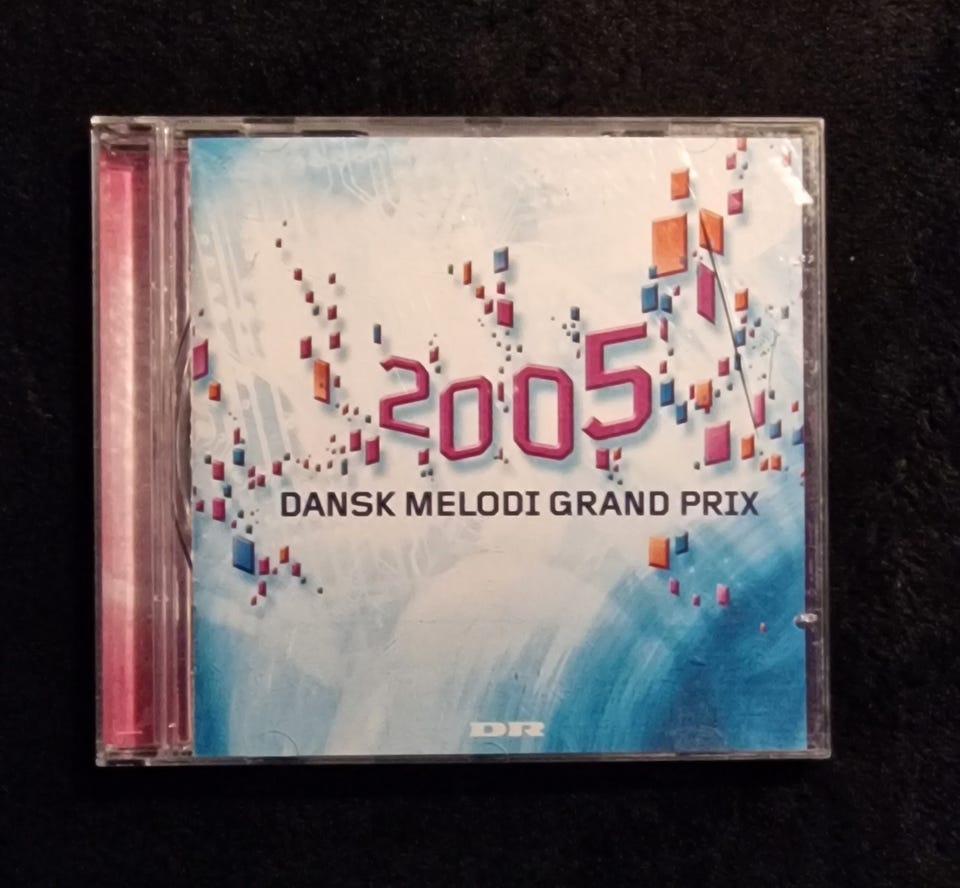 2005
DANSK MELODI GRAND PRIX
DR